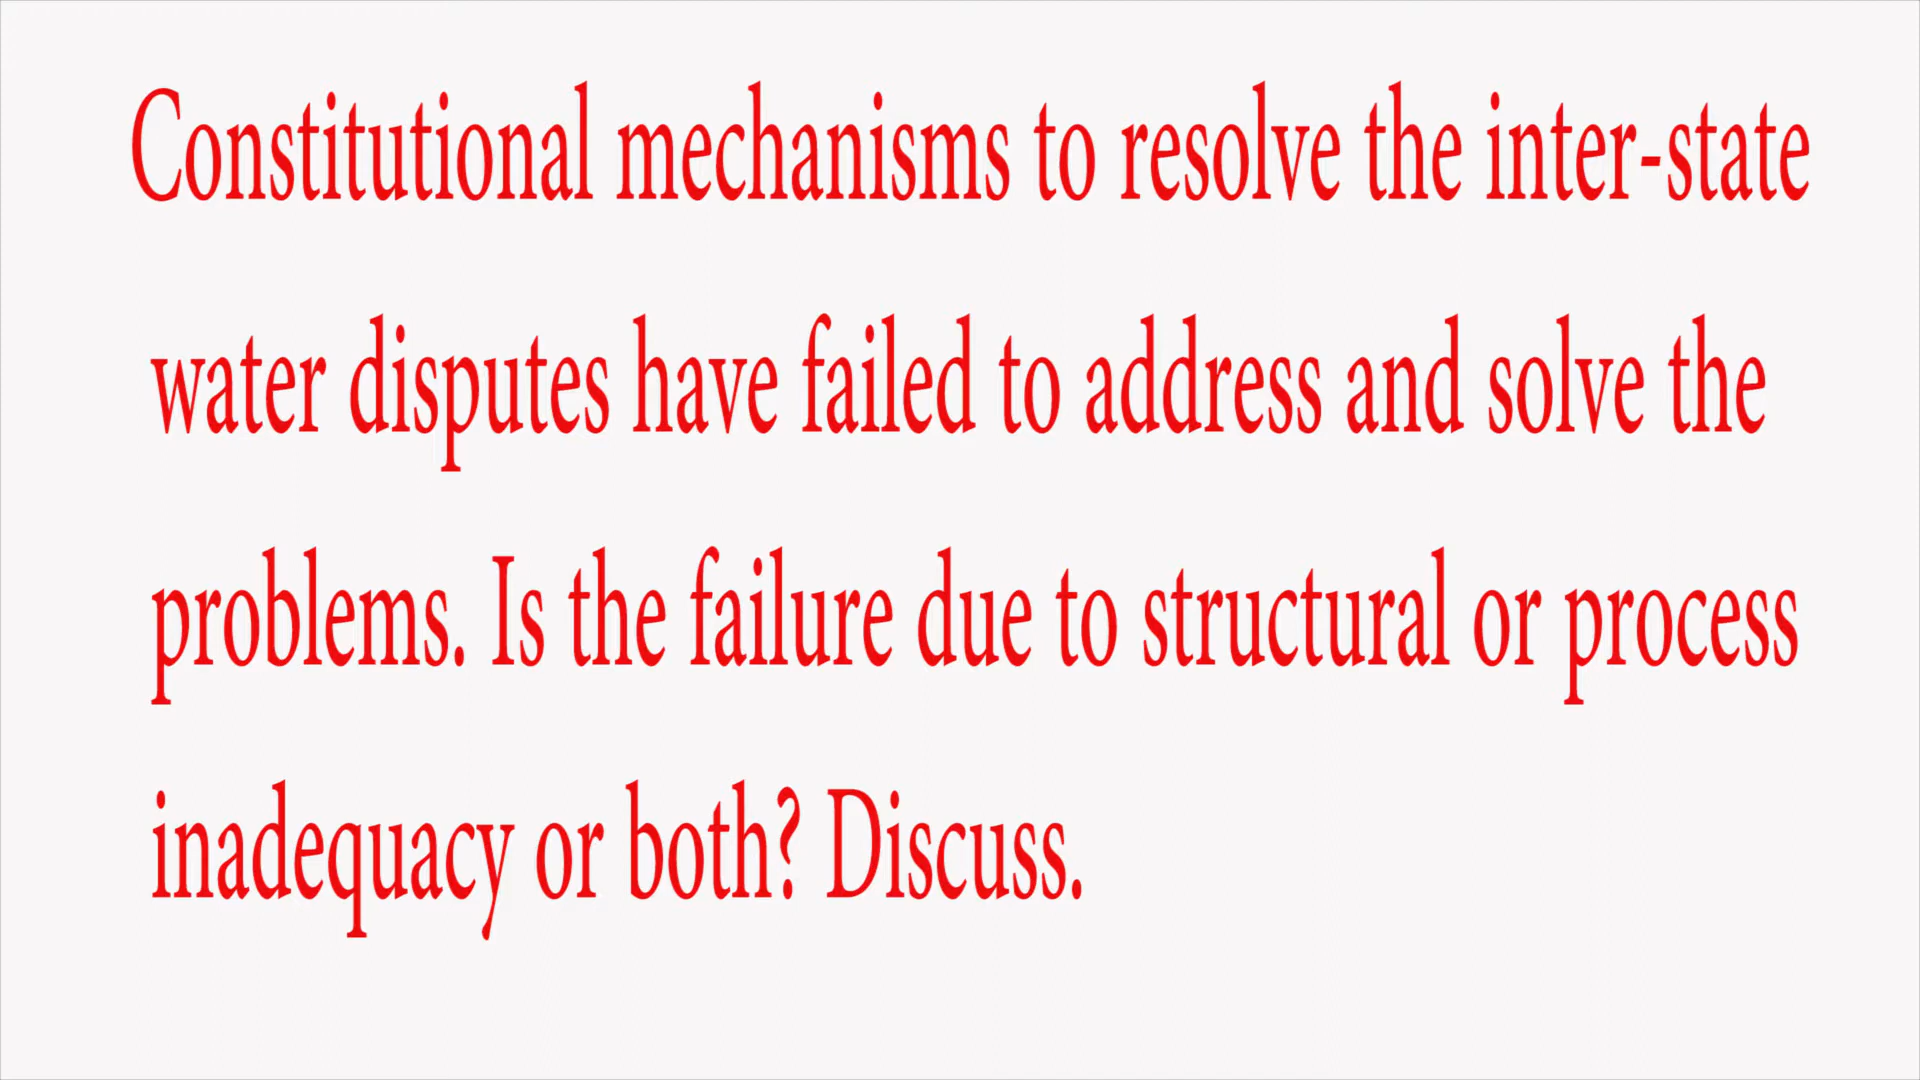 Constitutional mechanisms to resolve the inter-state
water disputes have failed to address and solve the
problems. Is the failure due to structural or process
inadequacy or both? Discuss.